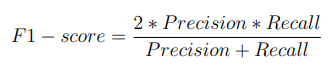 F1 − score = 2 * Precision * Recall / Precision + Recall